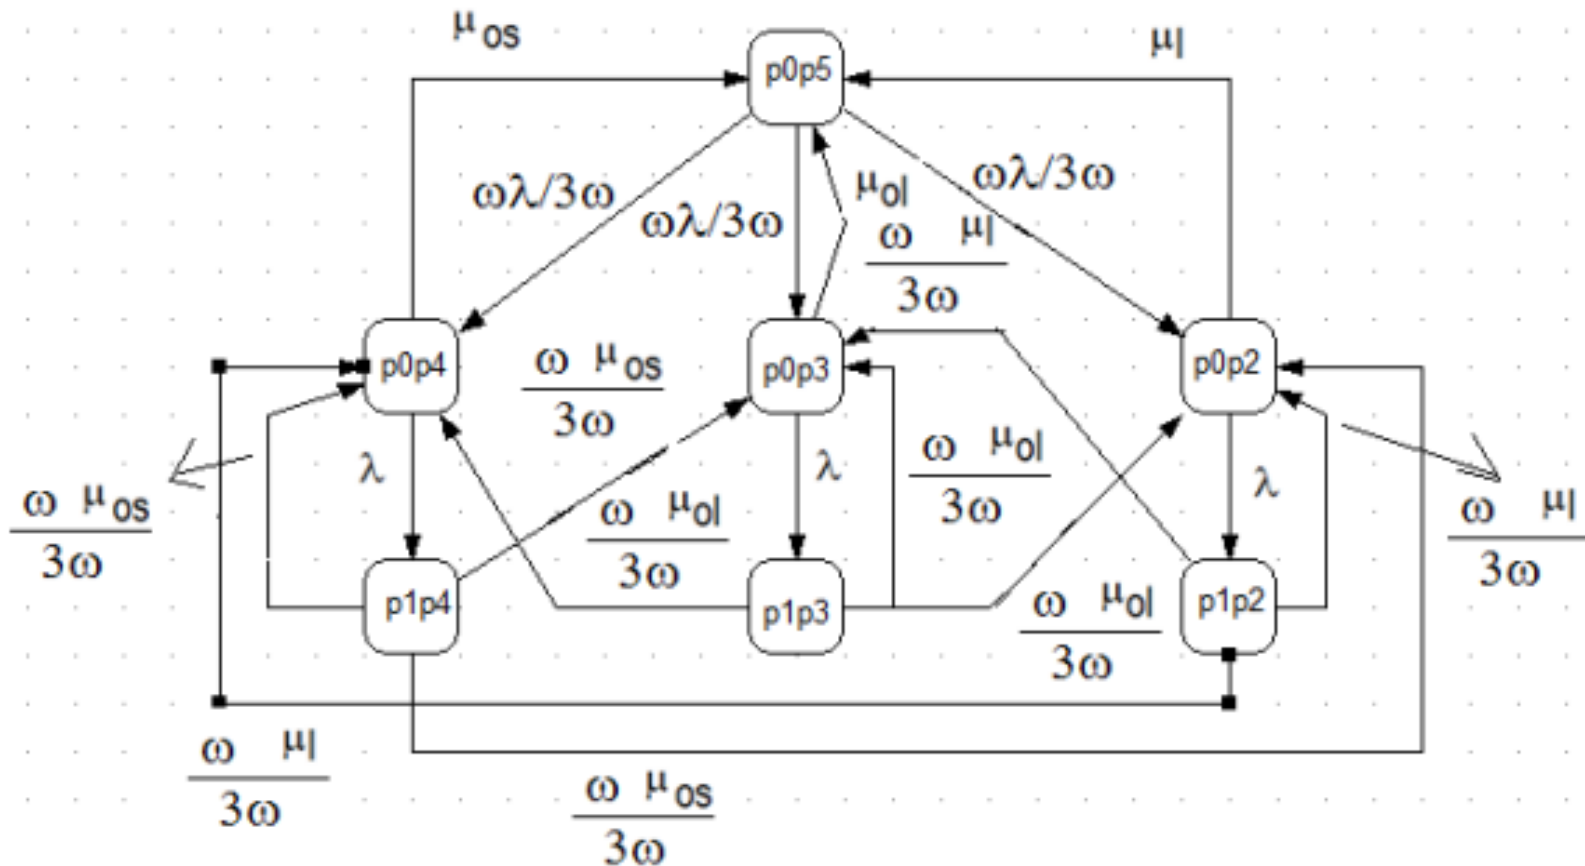 μos
μl
p0p5
ωλ/3ω
ωλ/3ω
ωλ/3ω
μol
ω μl
3ω
p0p4
p0p3
p0p2
ω μos
3ω
λ
λ
λ
ω μol
3ω
ω μos
3ω
ω μol
3ω
ω μl
3ω
p1p4
p1p3
p1p2
ω μol
3ω
ω μl
3ω
ω μos
3ω